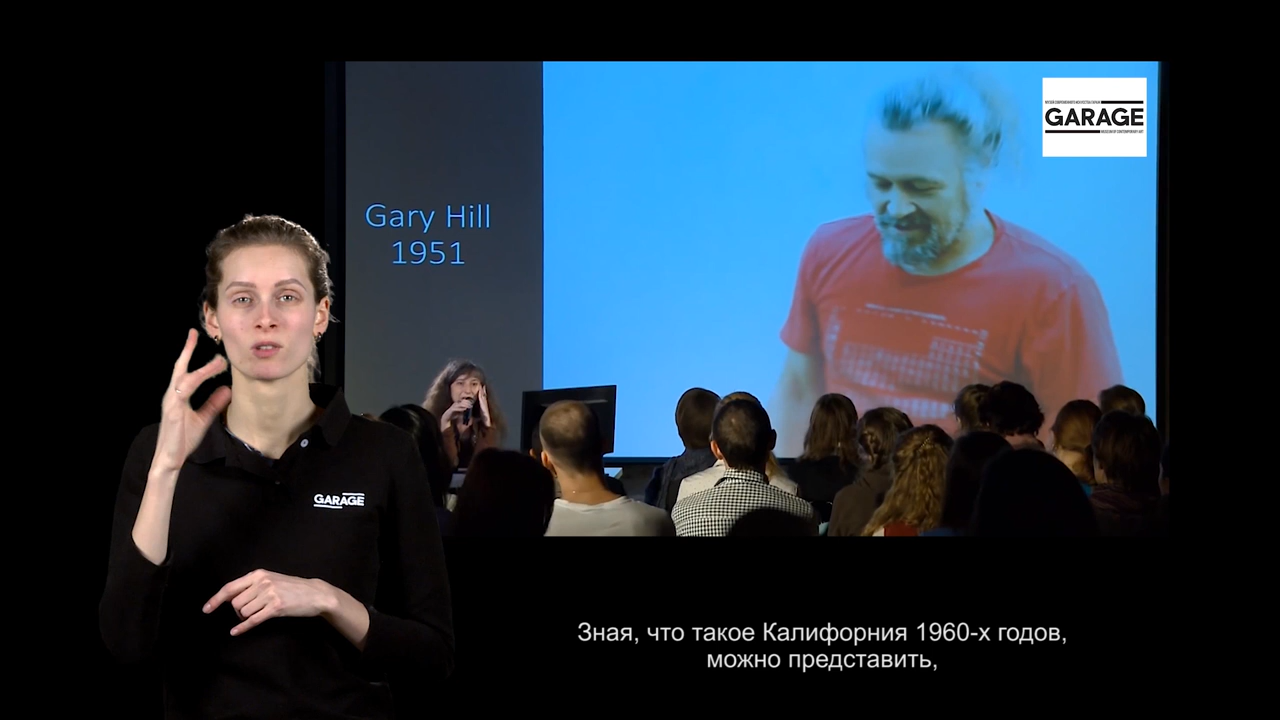 Gary Hill
1951
GARAGE
GARAGE
Зная, что такое Калифорния 1960-х годов,
можно представить,